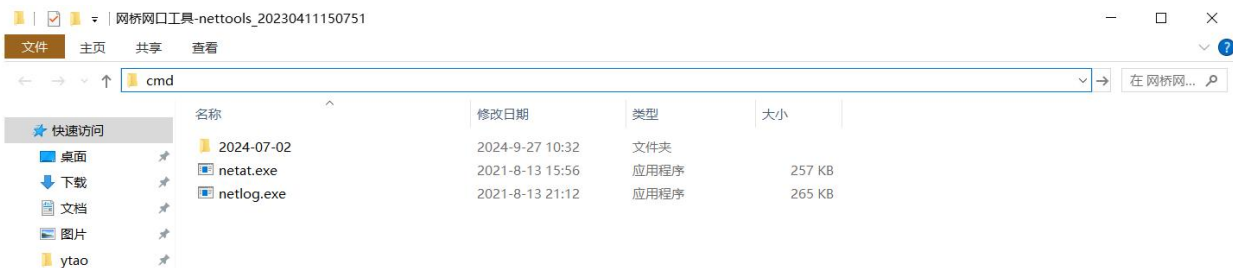 网桥网口工具-nettools_20230411150751
文件 主页 共享 查看
cmd 在 网桥网...
名称 修改日期 类型 大小
快速访问
2024-07-02 2024-9-27 10:32 文件夹
桌面
netat.exe 2021-8-13 15:56 应用程序 257 KB
下载
netlog.exe 2021-8-13 21:12 应用程序 265 KB
文档
图片
ytao